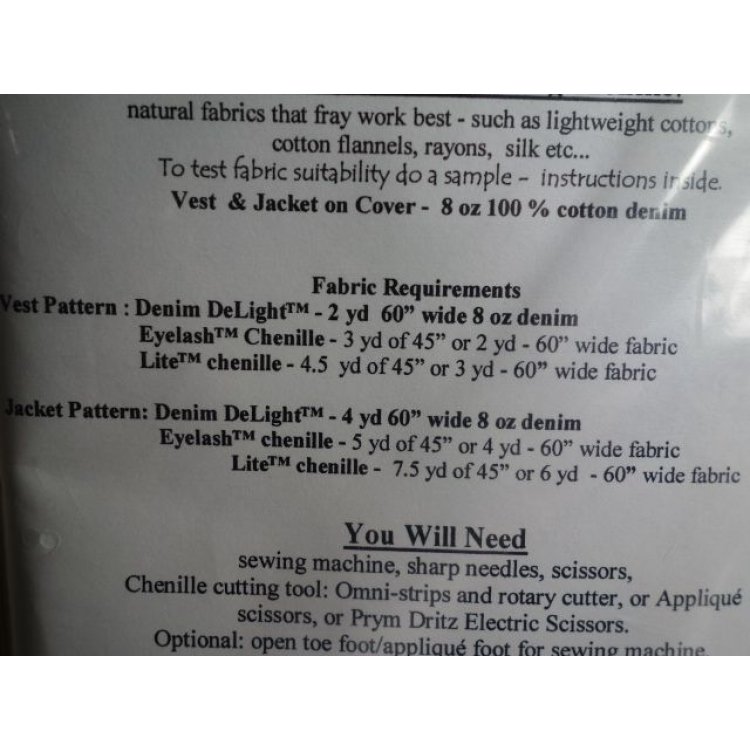 natural fabrics that fray work best - such as lightweight cottons,
cotton flannels, rayons, silk etc...
To test fabric suitability do a sample - instructions inside.
Vest & Jacket on Cover - 8 oz 100 % cotton denim
Fabric Requirements
Vest Pattern : Denim DeLight™ - 2 yd 60” wide 8 oz denim
Eyelash™ Chenille - 3 yd of 45” or 2 yd - 60” wide fabric
Lite™ chenille - 4.5 yd of 45” or 3 yd - 60” wide fabric
Jacket Pattern: Denim DeLight™ - 4 yd 60” wide 8 oz denim
Eyelash™ chenille - 5 yd of 45” or 4 yd - 60” wide fabric
Lite™ chenille - 7.5 yd of 45” or 6 yd - 60” wide fabric
You Will Need
sewing machine, sharp needles, scissors,
Chenille cutting tool: Omni-strips and rotary cutter, or Appliqué
scissors, or Prym Dritz Electric Scissors.
Optional: open toe foot/appliqué foot for sewing machine.